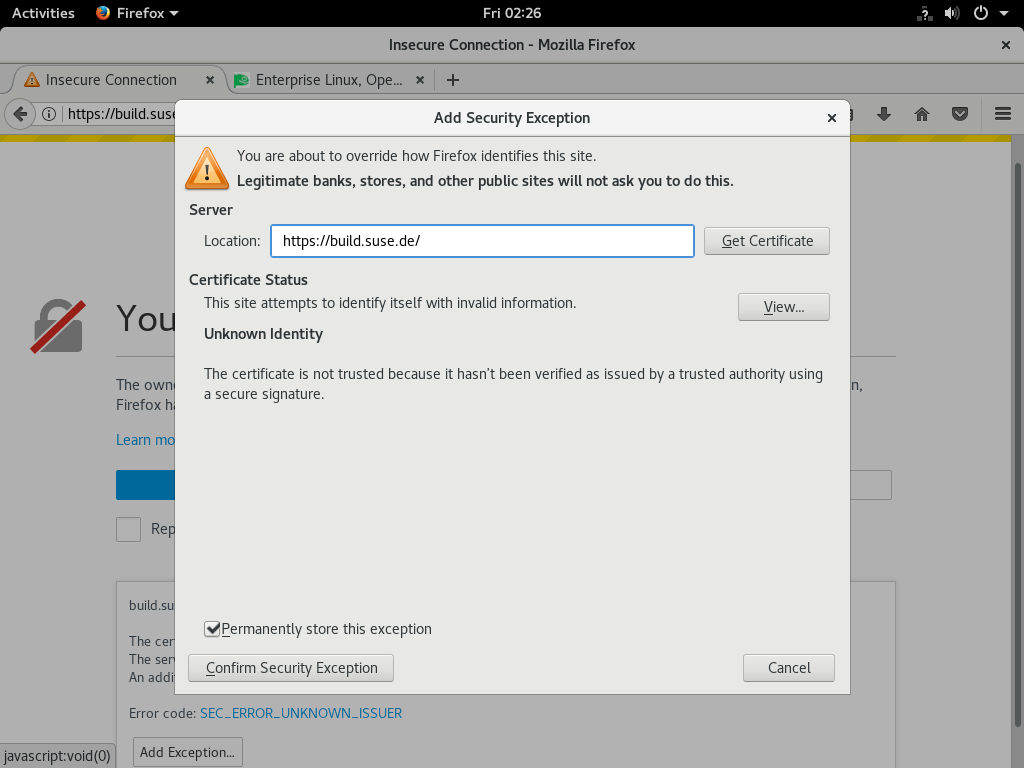 Activities Firefox Fri 02:26
Insecure Connection - Mozilla Firefox
Insecure Connection Enterprise Linux, Ope...
https://build.suse
Add Security Exception
You are about to override how Firefox identifies this site.
Legitimate banks, stores, and other public sites will not ask you to do this.
Server
Location: https://build.suse.de/ Get Certificate
Certificate Status
This site attempts to identify itself with invalid information. View...
Unknown Identity
The certificate is not trusted because it hasn't been verified as issued by a trusted authority using
a secure signature.
Permanently store this exception
Confirm Security Exception Cancel
You
The owne
Firefox ha
Learn mo
Rep
build.su
The cer
The serv
An addi
Error code: SEC_ERROR_UNKNOWN_ISSUER
Add Exception...
javascript:void(0)